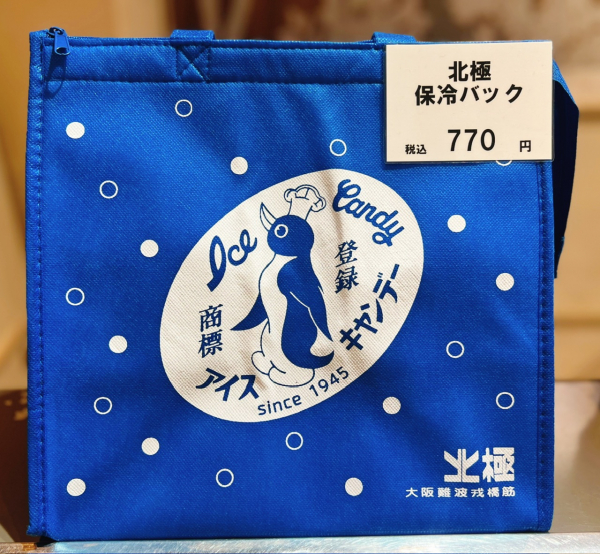 北極
保冷バック
税込 770 円
Ice Candy
登録
商標
アイス キャンデー
since 1945
北極
大阪難波戎橋筋